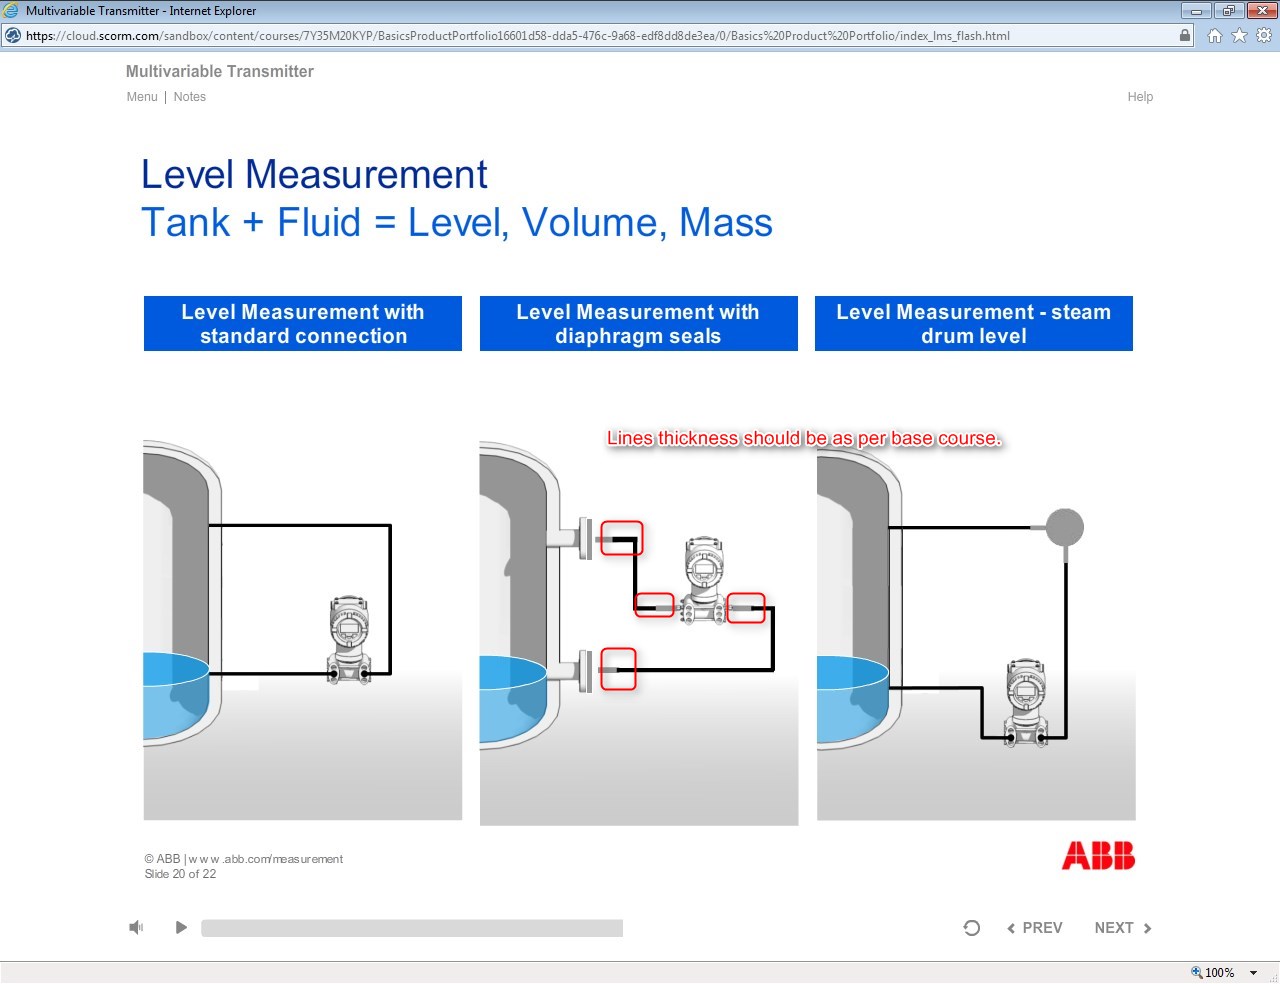 Multivariable Transmitter - Internet Explorer
https://cloud.scorm.com/sandbox/content/courses/7Y35M20KYP/BasicsProductPortfolio16601d58-dda5-476c-9a68-edf8dd8de3ea/0/Basics%20Product%20Portfolio/index_lms_flash.html
Multivariable Transmitter
Menu | Notes
Help
Level Measurement
Tank + Fluid = Level, Volume, Mass
Level Measurement with
standard connection
Level Measurement with
diaphragm seals
Level Measurement - steam
drum level
Lines thickness should be as per base course.
© ABB | www.abb.com/measurement
Slide 20 of 22
ABB
PREV
NEXT
100%